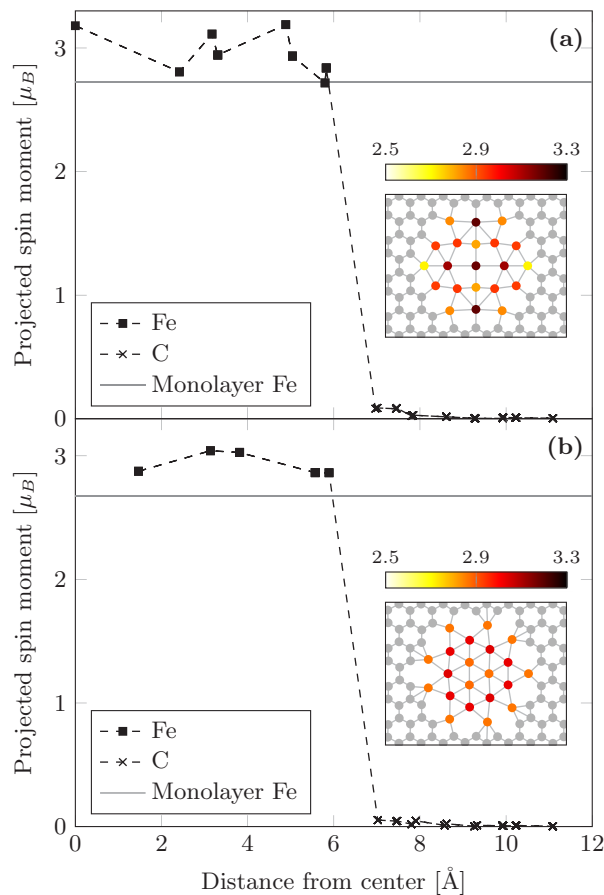 (a)
Projected spin moment [μB]
3
2
1
0
2.5 2.9 3.3
Fe
C
Monolayer Fe
(b)
Projected spin moment [μB]
3
2
1
0
2.5 2.9 3.3
Fe
C
Monolayer Fe
0 2 4 6 8 10 12
Distance from center [Å]